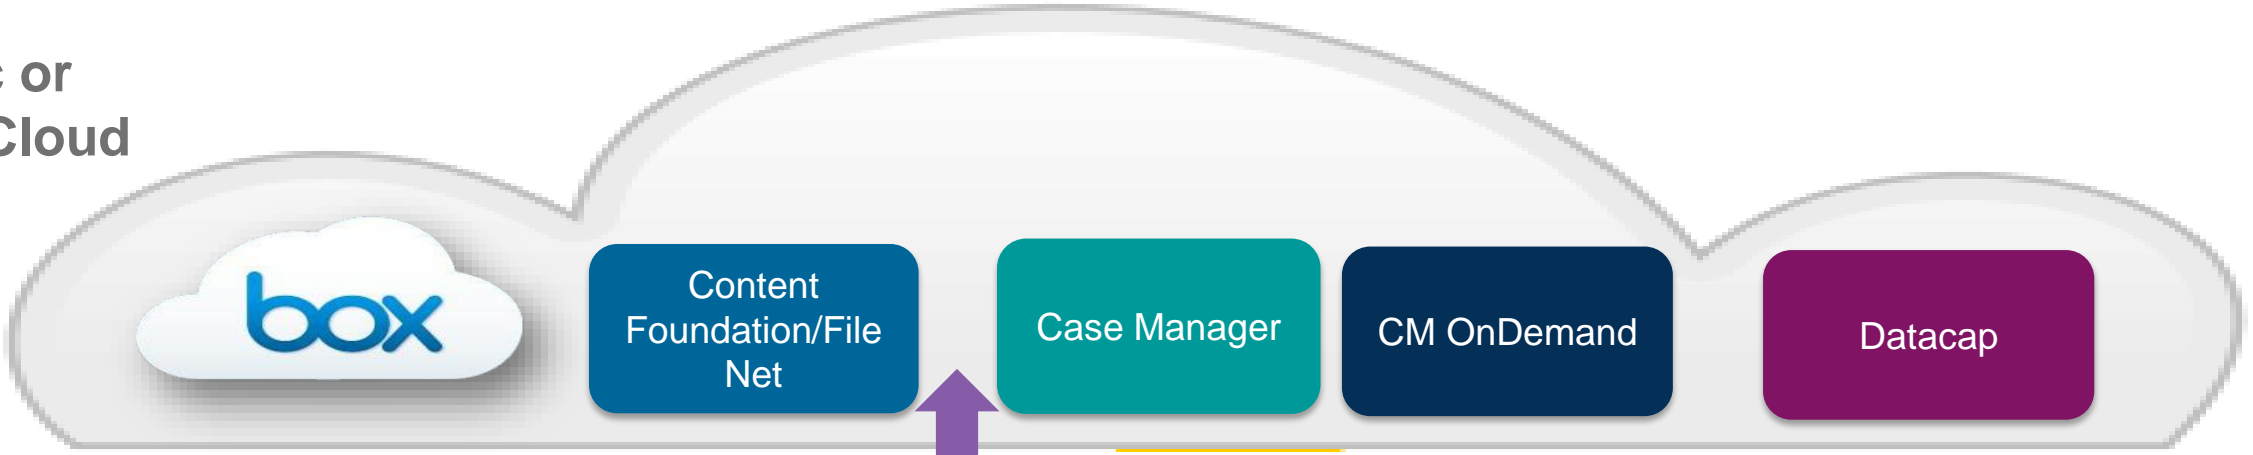 or
Cloud
box
Content
Foundation/File
Net
Case Manager
CM OnDemand
Datacap